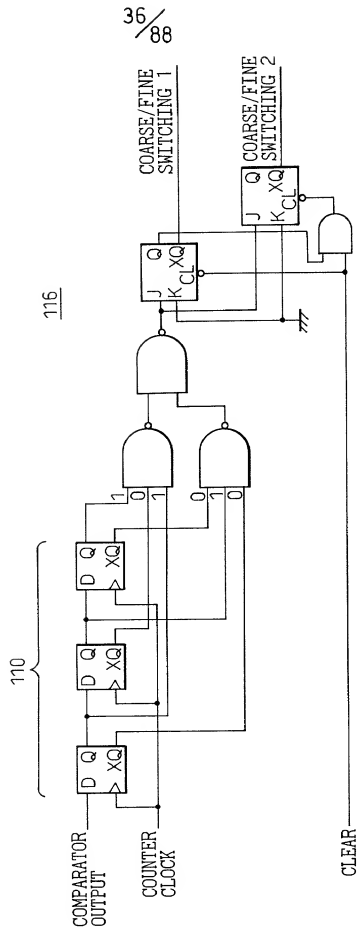 36/88
116
110
COMPARATOR
OUTPUT
COUNTER
CLOCK
D Q
XQ
D Q
XQ
D Q
XQ
1
0
1
0
1
0
J Q
K XQ
CL
COARSE/FINE
SWITCHING 1
J Q
K XQ
CL
COARSE/FINE
SWITCHING 2
CLEAR